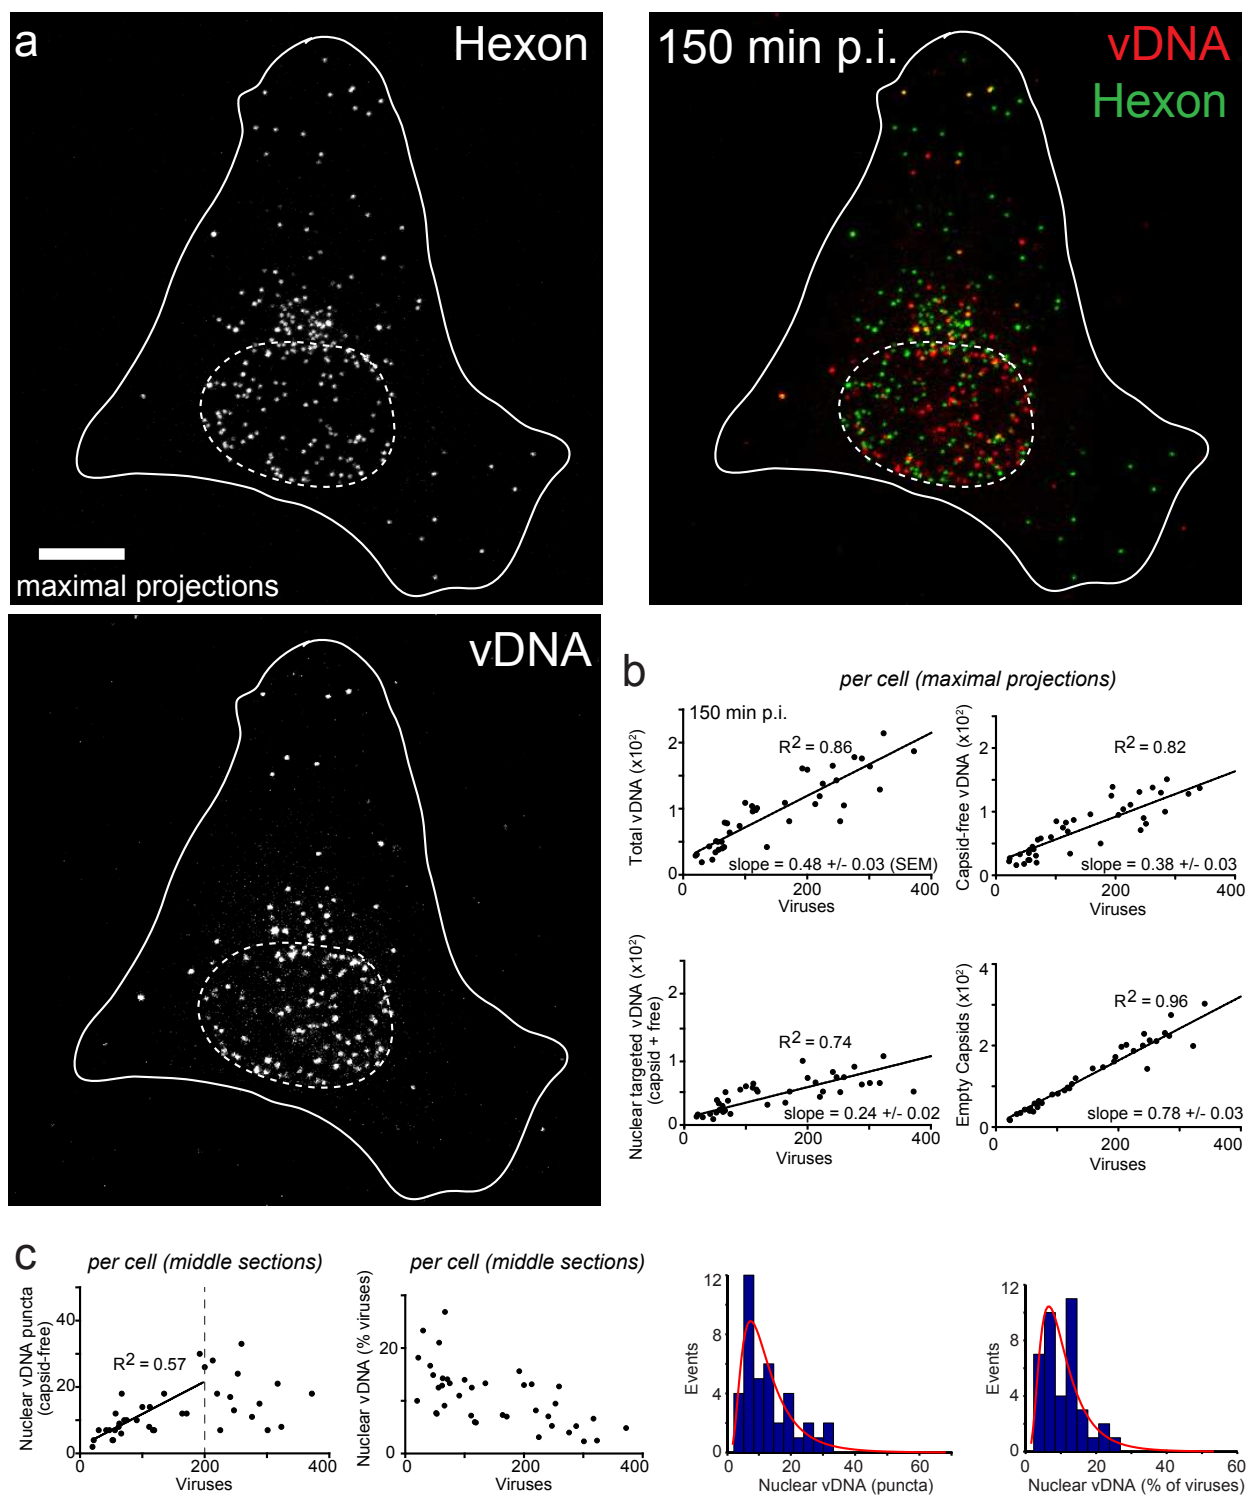 a
Hexon
maximal projections
150 min p.i.
vDNA
Hexon
vDNA
b
per cell (maximal projections)
150 min p.i.
R² = 0.86
slope = 0.48 +/- 0.03 (SEM)
Total vDNA (x10²)
0
1
2
0
200
400
Viruses
R² = 0.82
slope = 0.38 +/- 0.03
Capsid-free vDNA (x10²)
0
1
2
0
200
400
Viruses
R² = 0.74
slope = 0.24 +/- 0.02
Nuclear targeted vDNA (x10²)
(capsid + free)
0
1
2
0
200
400
Viruses
R² = 0.96
slope = 0.78 +/- 0.03
Empty Capsids (x10²)
0
2
4
0
200
400
Viruses
c
per cell (middle sections)
R² = 0.57
Nuclear vDNA puncta
(capsid-free)
0
20
40
0
200
400
Viruses
per cell (middle sections)
Nuclear vDNA (% viruses)
0
20
0
200
400
Viruses
Events
0
4
8
12
0
20
40
60
Nuclear vDNA (puncta)
Events
0
4
8
12
0
20
40
60
Nuclear vDNA (% of viruses)